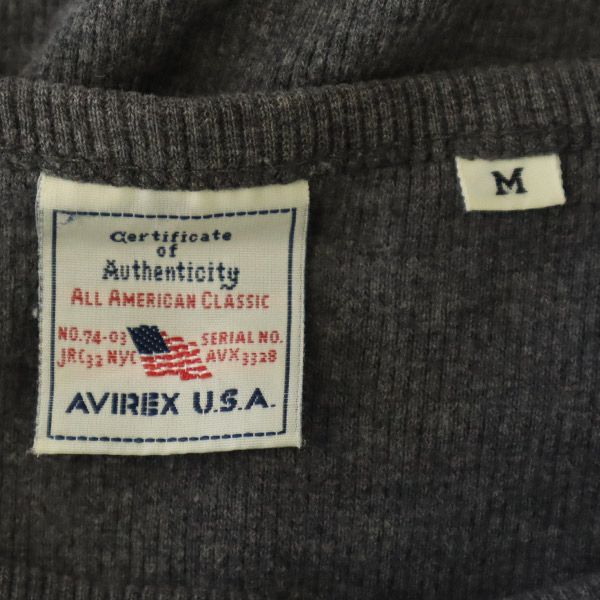 Certificate
of
Authenticity
ALL AMERICAN CLASSIC
NO.74-03 SERIAL NO.
JRC32 NYC AVX3328
AVIREX U.S.A.
M